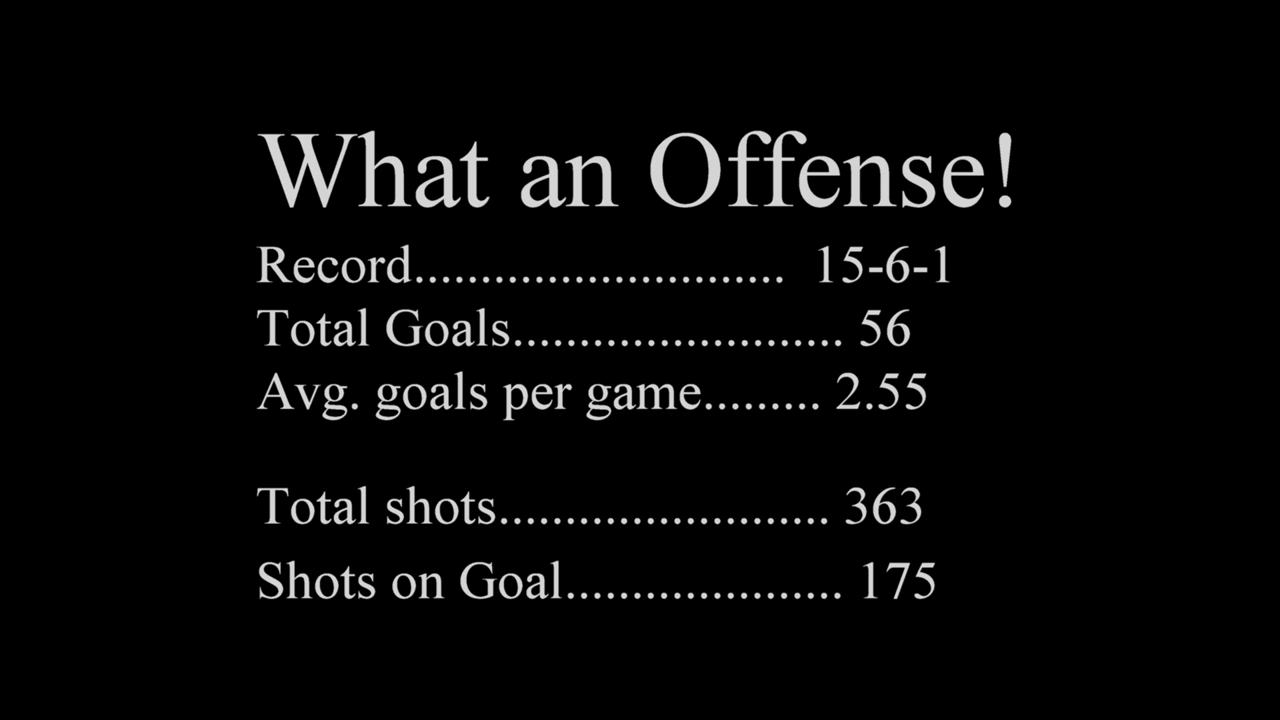 What an Offense!
Record............................ 15-6-1
Total Goals......................... 56
Avg. goals per game......... 2.55
Total shots......................... 363
Shots on Goal..................... 175